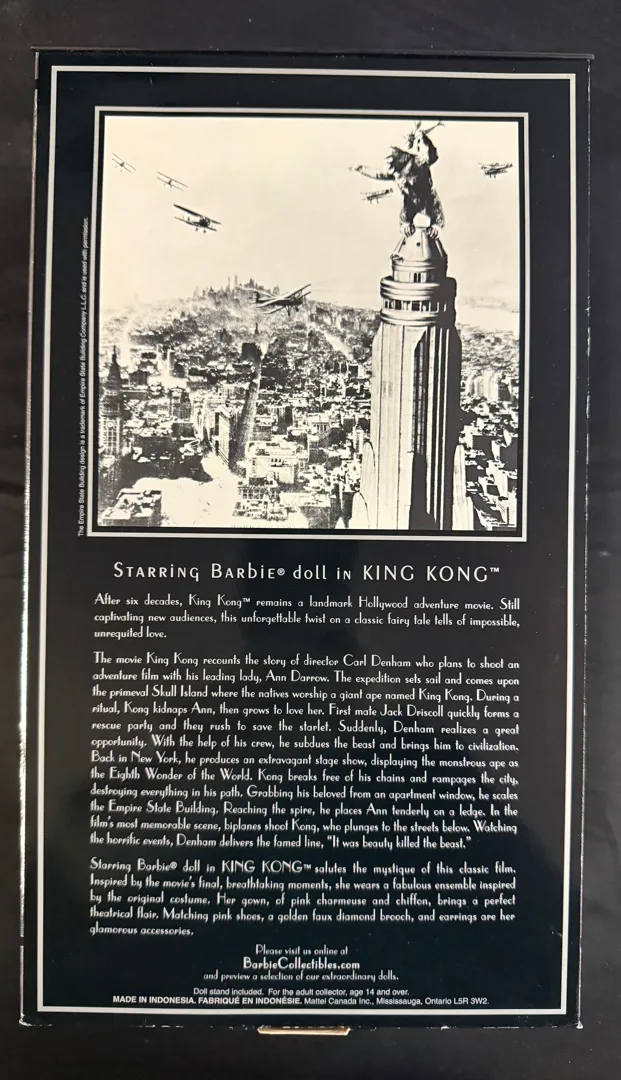 The Empire State Building design is a trademark of Empire State Building Company L.L.C. and is used with permission.
Starring Barbie® doll in KING KONG™
After six decades, King Kong™ remains a landmark Hollywood adventure movie. Still
captivating new audiences, this unforgettable twist on a classic fairy tale tells of impossible,
unrequited love.
The movie King Kong recounts the story of director Carl Denham who plans to shoot an
adventure film with his leading lady, Ann Darrow. The expedition sets sail and comes upon
the primeval Skull Island where the natives worship a giant ape named King Kong. During a
ritual, Kong kidnaps Ann, then grows to love her. First mate Jack Driscoll quickly forms a
rescue party and they rush to save the starlet. Suddenly, Denham realizes a great
opportunity. With the help of his crew, he subdues the beast and brings him to civilization.
Back in New York, he produces an extravagant stage show, displaying the monstrous ape as
the Eighth Wonder of the World. Kong breaks free of his chains and rampages the city,
destroying everything in his path. Grabbing his beloved from an apartment window, he scales
the Empire State Building. Reaching the spire, he places Ann tenderly on a ledge. In the
film's most memorable scene, biplanes shoot Kong, who plunges to the streets below. Watching
the horrific events, Denham delivers the famed line, "It was beauty killed the beast."
Starring Barbie® doll in KING KONG™ salutes the mystique of this classic film.
Inspired by the movie's final, breathtaking moments, she wears a fabulous ensemble inspired
by the original costume. Her gown, of pink charmeuse and chiffon, brings a perfect
theatrical flair. Matching pink shoes, a golden faux diamond brooch, and earrings are her
glamorous accessories.
Please visit us online at
BarbieCollectibles.com
and preview a selection of our extraordinary dolls.
Doll stand included. For the adult collector, age 14 and over.
MADE IN INDONESIA. FABRIQUÉ EN INDONÉSIE. Mattel Canada Inc., Mississauga, Ontario L5R 3W2.